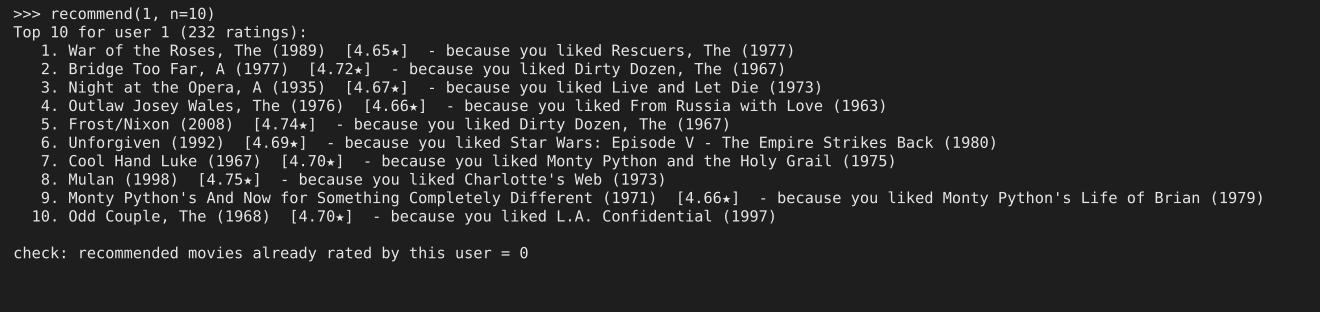 >>> recommend(1, n=10)
Top 10 for user 1 (232 ratings):
1. War of the Roses, The (1989)  [4.65★]  - because you liked Rescuers, The (1977)
2. Bridge Too Far, A (1977)  [4.72★]  - because you liked Dirty Dozen, The (1967)
3. Night at the Opera, A (1935)  [4.67★]  - because you liked Live and Let Die (1973)
4. Outlaw Josey Wales, The (1976)  [4.66★]  - because you liked From Russia with Love (1963)
5. Frost/Nixon (2008)  [4.74★]  - because you liked Dirty Dozen, The (1967)
6. Unforgiven (1992)  [4.69★]  - because you liked Star Wars: Episode V - The Empire Strikes Back (1980)
7. Cool Hand Luke (1967)  [4.70★]  - because you liked Monty Python and the Holy Grail (1975)
8. Mulan (1998)  [4.75★]  - because you liked Charlotte's Web (1973)
9. Monty Python's And Now for Something Completely Different (1971)  [4.66★]  - because you liked Monty Python's Life of Brian (1979)
10. Odd Couple, The (1968)  [4.70★]  - because you liked L.A. Confidential (1997)
check: recommended movies already rated by this user = 0